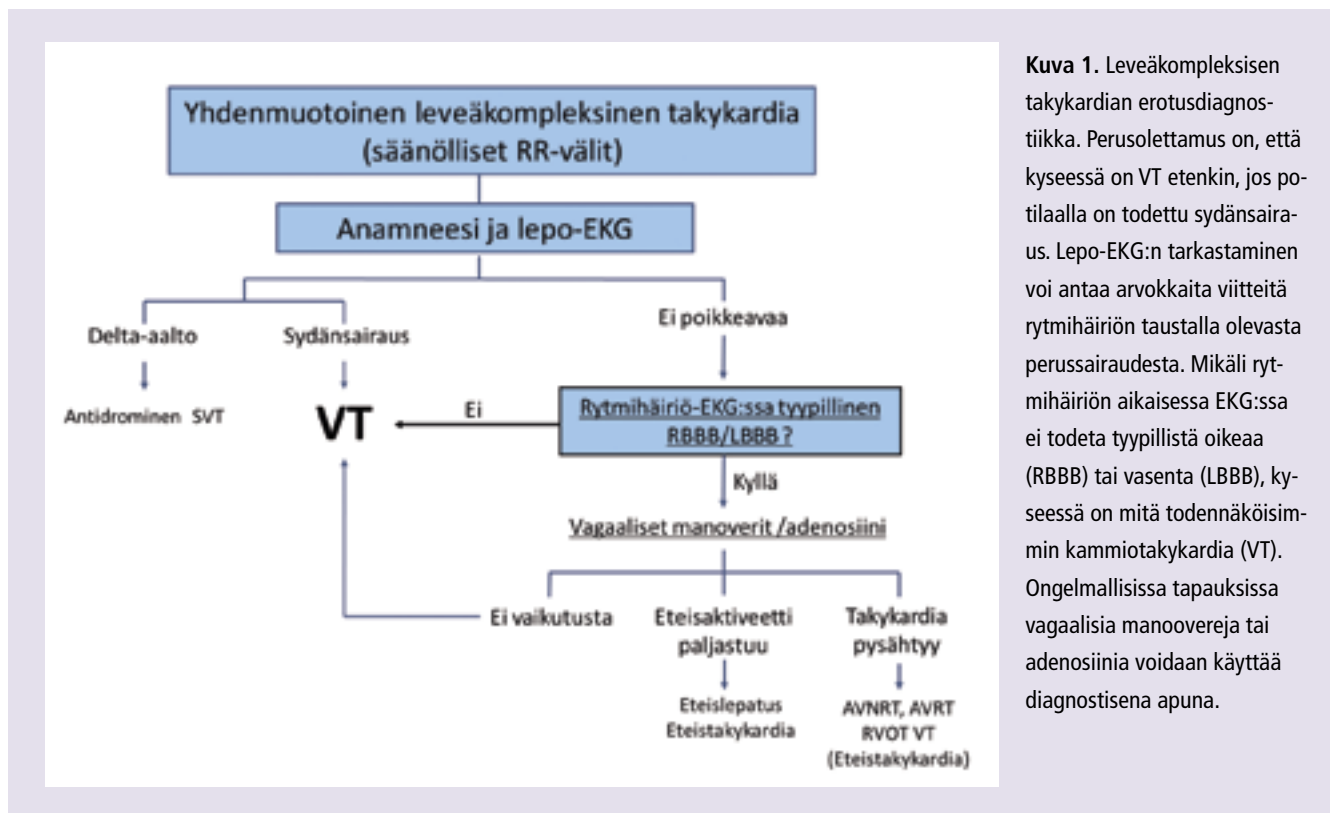 Yhdenmuotoinen leveäkompleksinen takykardia
(säänölliset RR-välit)
Anamneesi ja lepo-EKG
Delta-aalto
Sydänsairaus
Ei poikkeavaa
Antidrominen SVT
VT
Ei
Rytmihäiriö-EKG:ssa tyypillinen
RBBB/LBBB ?
Kyllä
Vagaaliset manoverit /adenosiini
Ei vaikutusta
Eteisaktiveetti
paljastuu
Takykardia
pysähtyy
Eteislepatus
Eteistakykardia
AVNRT, AVRT
RVOT VT
(Eteistakykardia)
Kuva 1. Leveäkompleksisen
takykardian erotusdiagnos-
tiikka. Perusolettamus on, että
kyseessä on VT etenkin, jos po-
tilaalla on todettu sydänsaira-
us. Lepo-EKG:n tarkastaminen
voi antaa arvokkaita viitteitä
rytmihäiriön taustalla olevasta
perussairaudesta. Mikäli ryt-
mihäiriön aikaisessa EKG:ssa
ei todeta tyypillistä oikeaa
(RBBB) tai vasenta (LBBB), ky-
seessä on mitä todennäköisim-
min kammiotakykardia (VT).
Ongelmallisissa tapauksissa
vagaalisia manoovereja tai
adenosiinia voidaan käyttää
diagnostisena apuna.